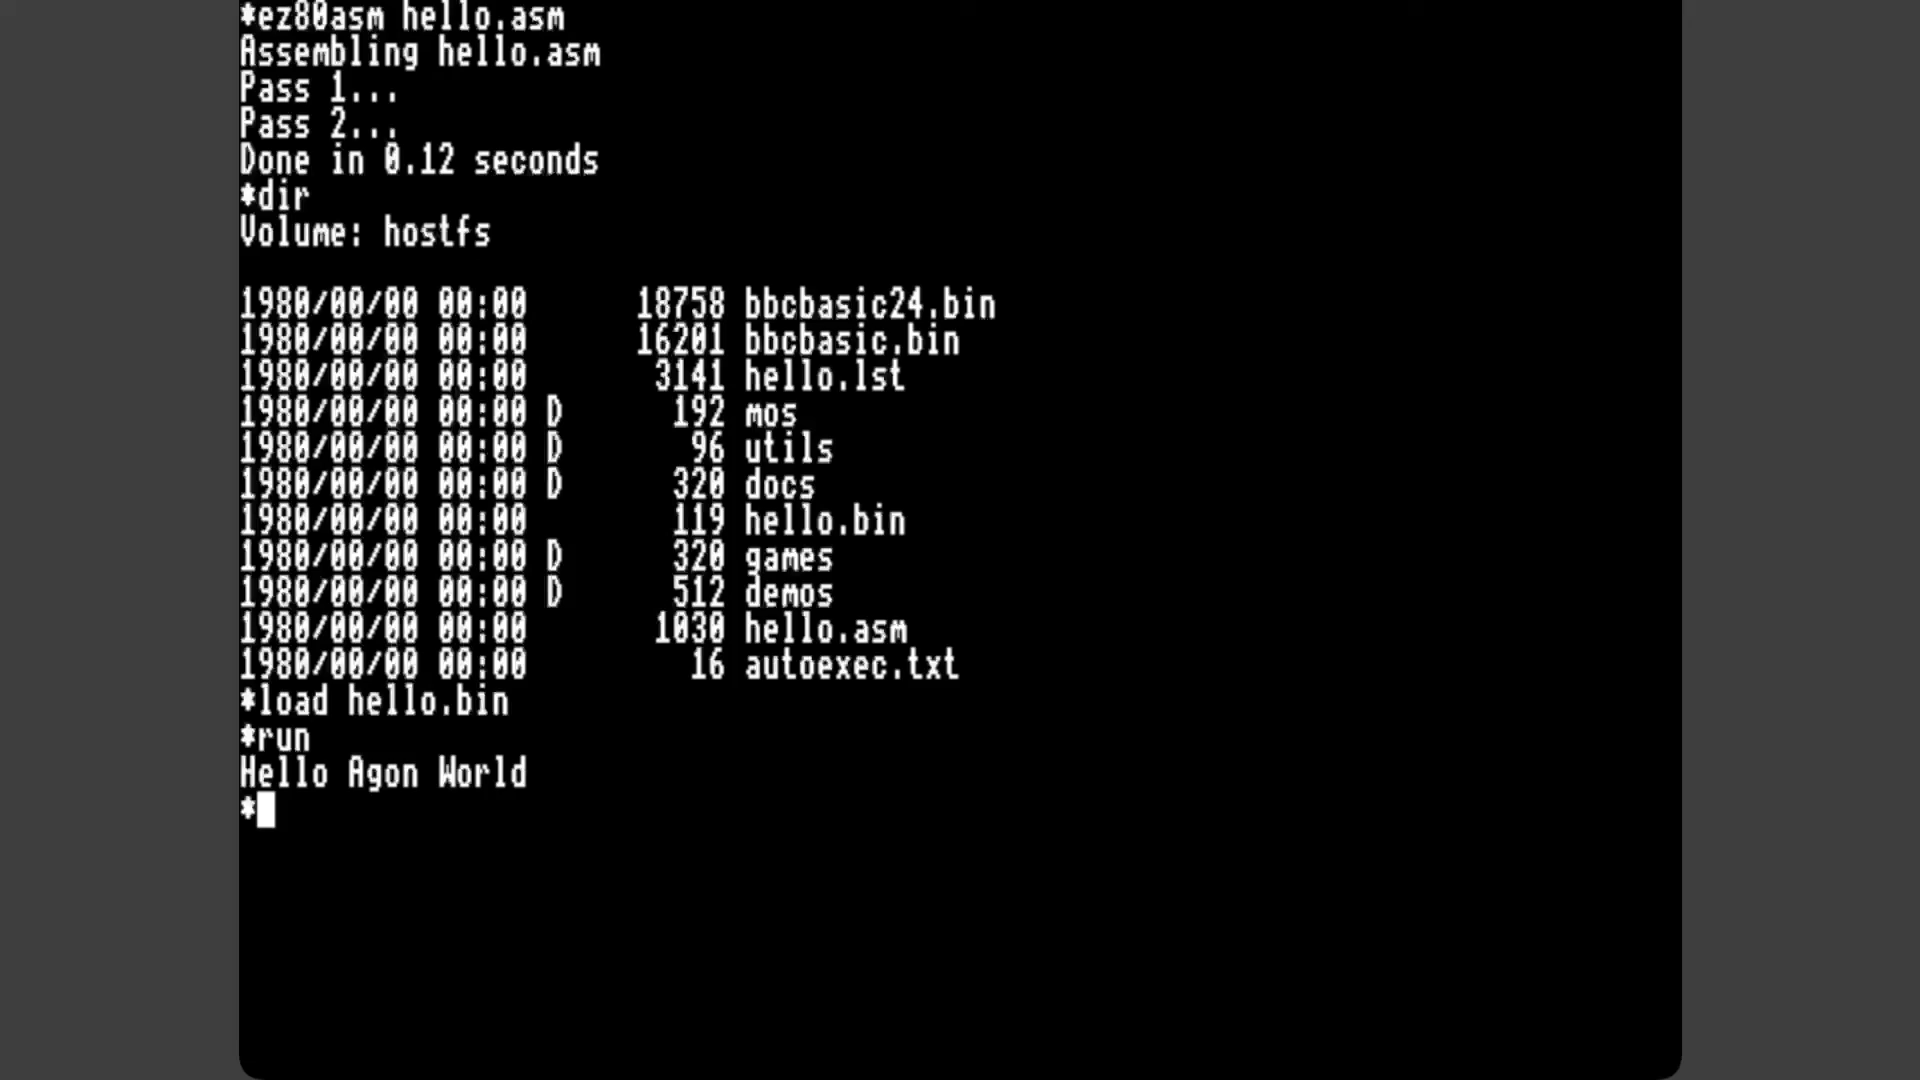 *ez80asm hello.asm
Assembling hello.asm
Pass 1...
Pass 2...
Done in 0.12 seconds
*dir
Volume: hostfs
1980/00/00 00:00 18758 bbcbasic24.bin
1980/00/00 00:00 16201 bbcbasic.bin
1980/00/00 00:00 3141 hello.lst
1980/00/00 00:00 D 192 mos
1980/00/00 00:00 D 96 utils
1980/00/00 00:00 D 320 docs
1980/00/00 00:00 119 hello.bin
1980/00/00 00:00 D 320 games
1980/00/00 00:00 D 512 demos
1980/00/00 00:00 1030 hello.asm
1980/00/00 00:00 16 autoexec.txt
*load hello.bin
*run
Hello Agon World
*